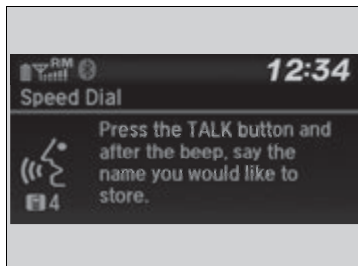 RM 12:34
Speed Dial
Press the TALK button and
after the beep, say the
name you would like to
store.
4